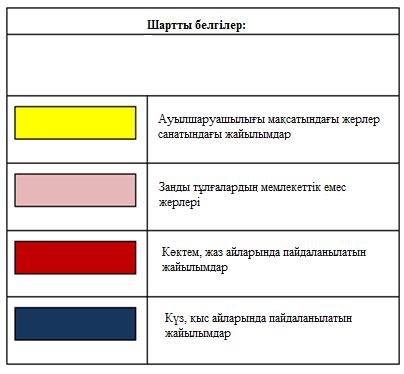 Шартты белгілер:
Ауылшаруашылығы мақсатындағы жерлер
санатындағы жайылымдар
Заңды тұлғалардың мемлекеттік емес
жерлері
Көктем, жаз айларында пайдаланылатын
жайылымдар
Күз, қыс айларында пайдаланылатын
жайылымдар